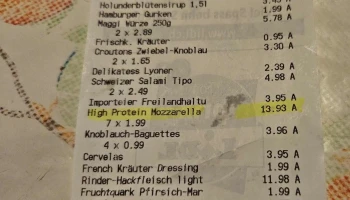 Holunderblütensirup 1,5l 3.45 A
Hamburger Gurken 1.99 A
Maggi Würze 250g 5.78 A
2 x 2.89
Frischk. Kräuter 0.95 A
Croutons Zwiebel-Knoblau 3.30 A
2 x 1.65
Delikatess Lyoner 2.39 A
Schweizer Salami Tipo 4.98 A
2 x 2.49
Importeier Freilandhaltu 3.95 A
High Protein Mozzarella 13.93 A
7 x 1.99
Knoblauch-Baguettes 3.96 A
4 x 0.99
Cervelas 3.95 A
French Kräuter Dressing 1.99 A
Rinder-Hackfleisch light 11.98 A
Fruchtquark Pfirsich-Mar 1.99 A